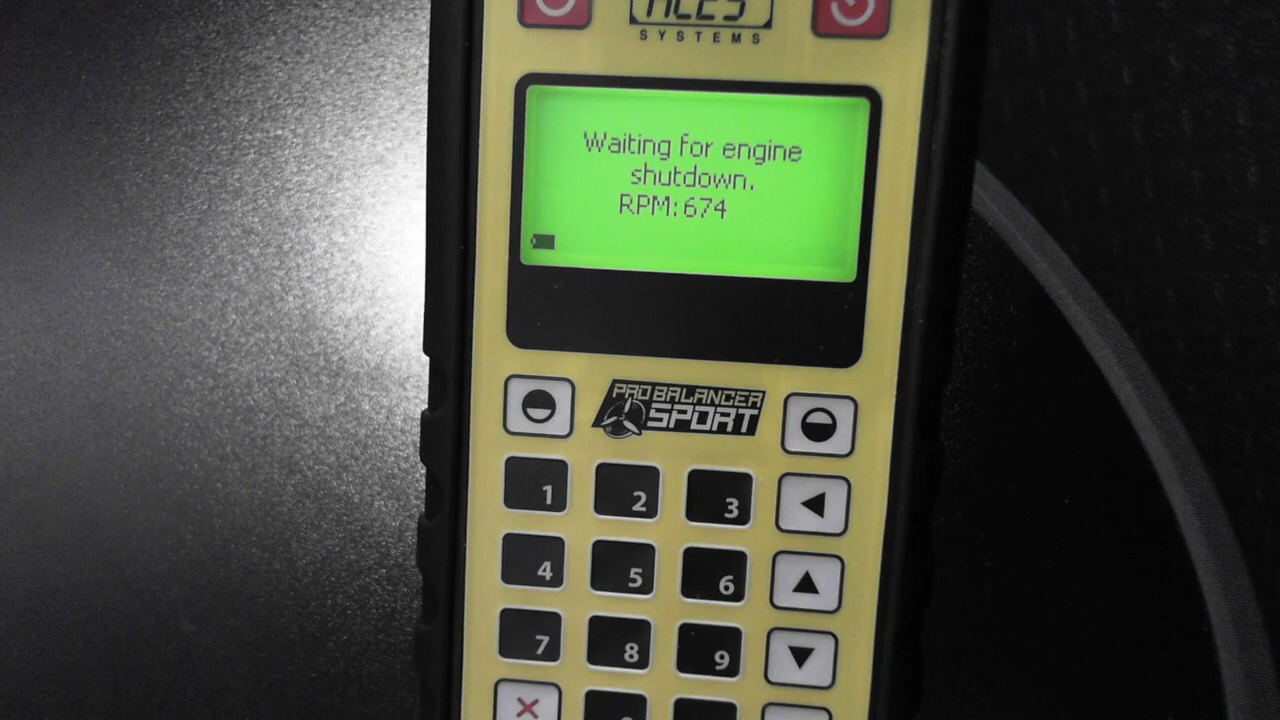 ACES
SYSTEMS
Waiting for engine
shutdown.
RPM: 674
PRO BALANCER
SPORT
1 2 3
4 5 6
7 8 9